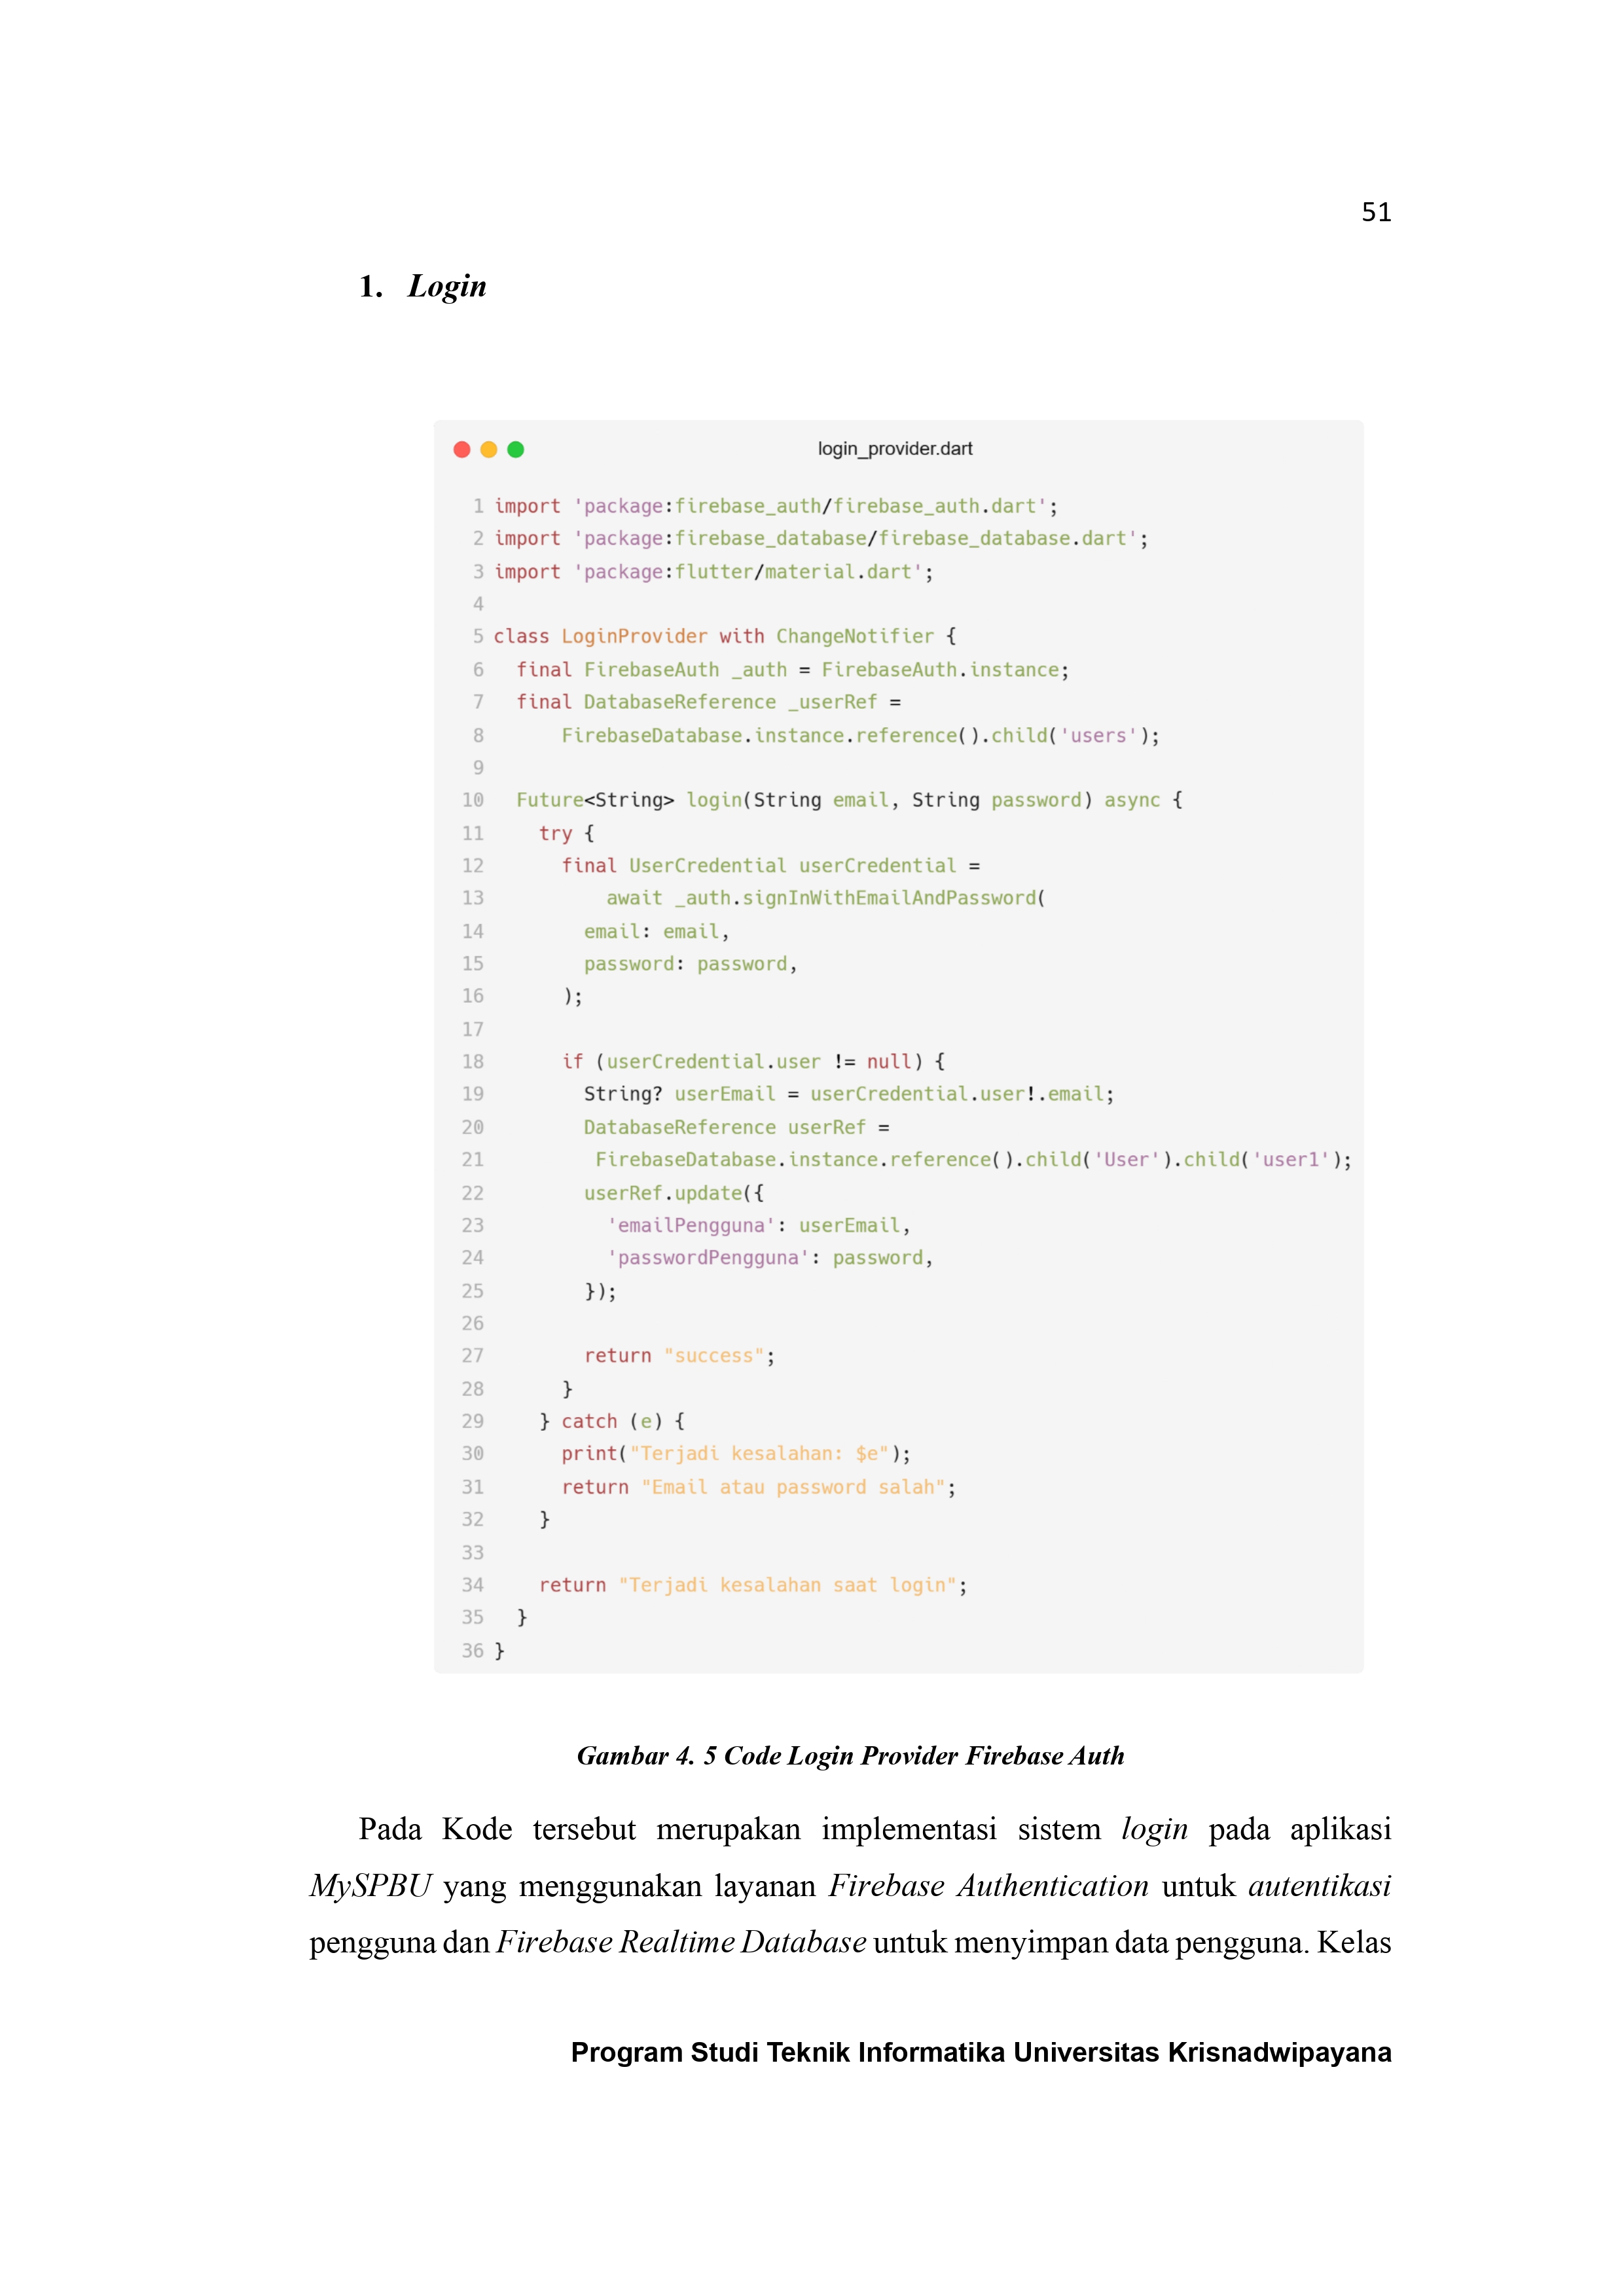 51
1. Login
login_provider.dart
1 import 'package:firebase_auth/firebase_auth.dart';
2 import 'package:firebase_database/firebase_database.dart';
3 import 'package:flutter/material.dart';
4
5 class LoginProvider with ChangeNotifier {
6   final FirebaseAuth _auth = FirebaseAuth.instance;
7   final DatabaseReference _userRef =
8       FirebaseDatabase.instance.reference().child('users');
9
10   Future<String> login(String email, String password) async {
11     try {
12       final UserCredential userCredential =
13           await _auth.signInWithEmailAndPassword(
14         email: email,
15         password: password,
16       );
17
18       if (userCredential.user != null) {
19         String? userEmail = userCredential.user!.email;
20         DatabaseReference userRef =
21          FirebaseDatabase.instance.reference().child('User').child('user1');
22         userRef.update({
23           'emailPengguna': userEmail,
24           'passwordPengguna': password,
25         });
26
27         return "success";
28       }
29     } catch (e) {
30       print("Terjadi kesalahan: $e");
31       return "Email atau password salah";
32     }
33
34     return "Terjadi kesalahan saat login";
35   }
36 }
Gambar 4. 5 Code Login Provider Firebase Auth
Pada Kode tersebut merupakan implementasi sistem login pada aplikasi
MySPBU yang menggunakan layanan Firebase Authentication untuk autentikasi
pengguna dan Firebase Realtime Database untuk menyimpan data pengguna. Kelas
Program Studi Teknik Informatika Universitas Krisnadwipayana